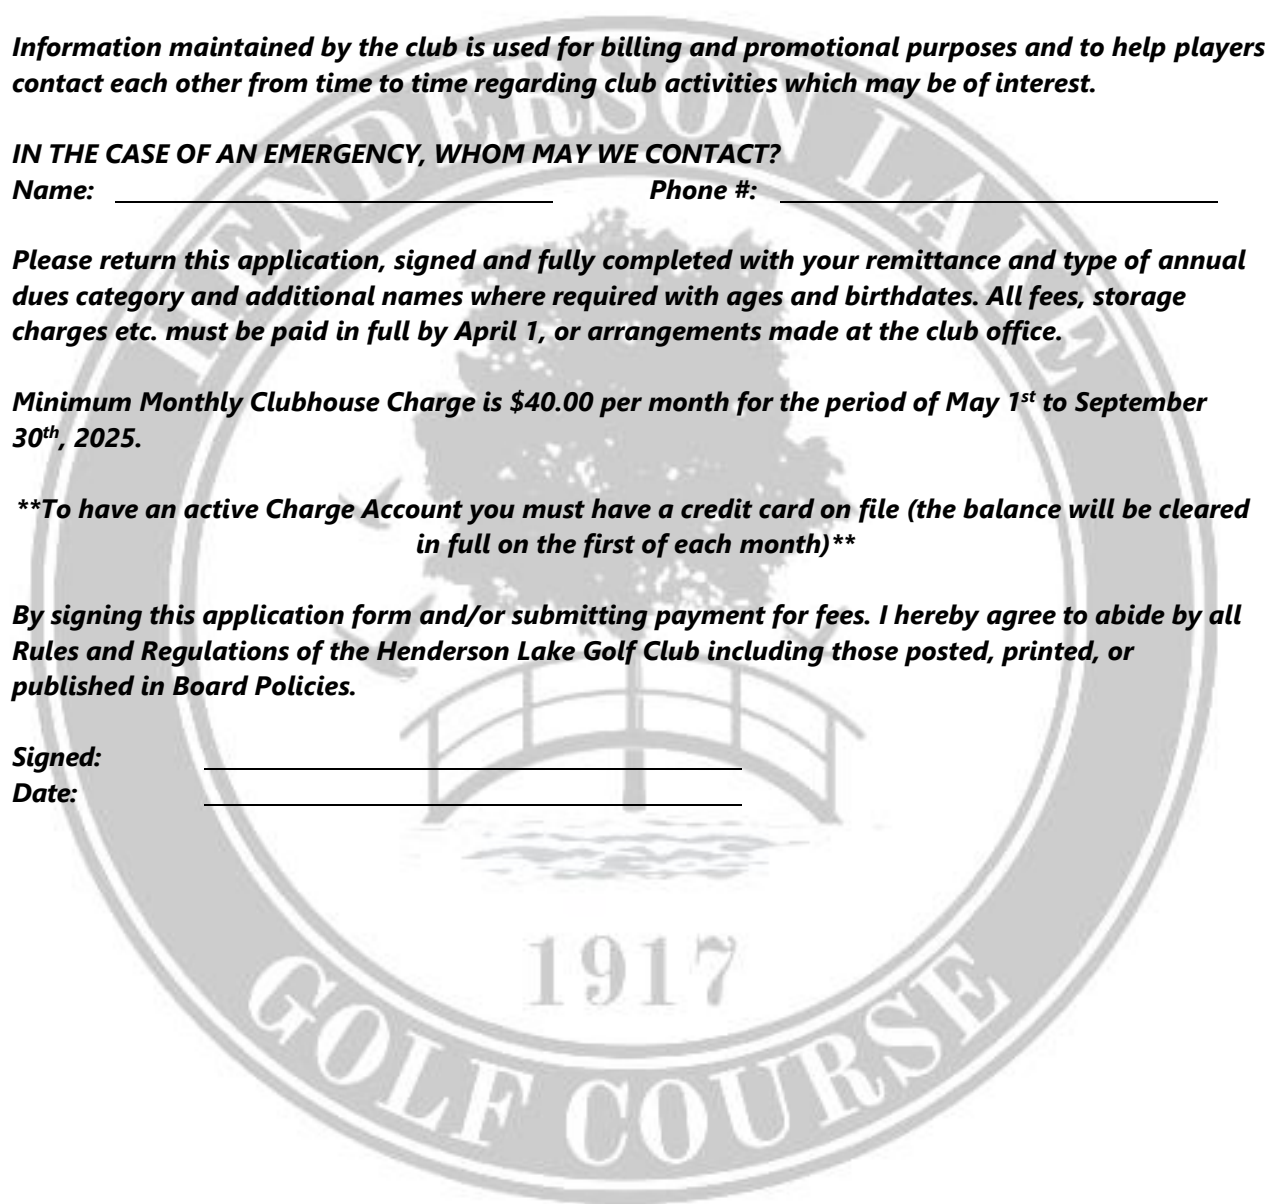 Information maintained by the club is used for billing and promotional purposes and to help players
contact each other from time to time regarding club activities which may be of interest.
IN THE CASE OF AN EMERGENCY, WHOM MAY WE CONTACT?
Name: Phone #:
Please return this application, signed and fully completed with your remittance and type of annual
dues category and additional names where required with ages and birthdates. All fees, storage
charges etc. must be paid in full by April 1, or arrangements made at the club office.
Minimum Monthly Clubhouse Charge is $40.00 per month for the period of May 1st to September
30th, 2025.
**To have an active Charge Account you must have a credit card on file (the balance will be cleared
in full on the first of each month)**
By signing this application form and/or submitting payment for fees. I hereby agree to abide by all
Rules and Regulations of the Henderson Lake Golf Club including those posted, printed, or
published in Board Policies.
Signed:
Date:
HENDERSON LAKE
1917
GOLF COURSE